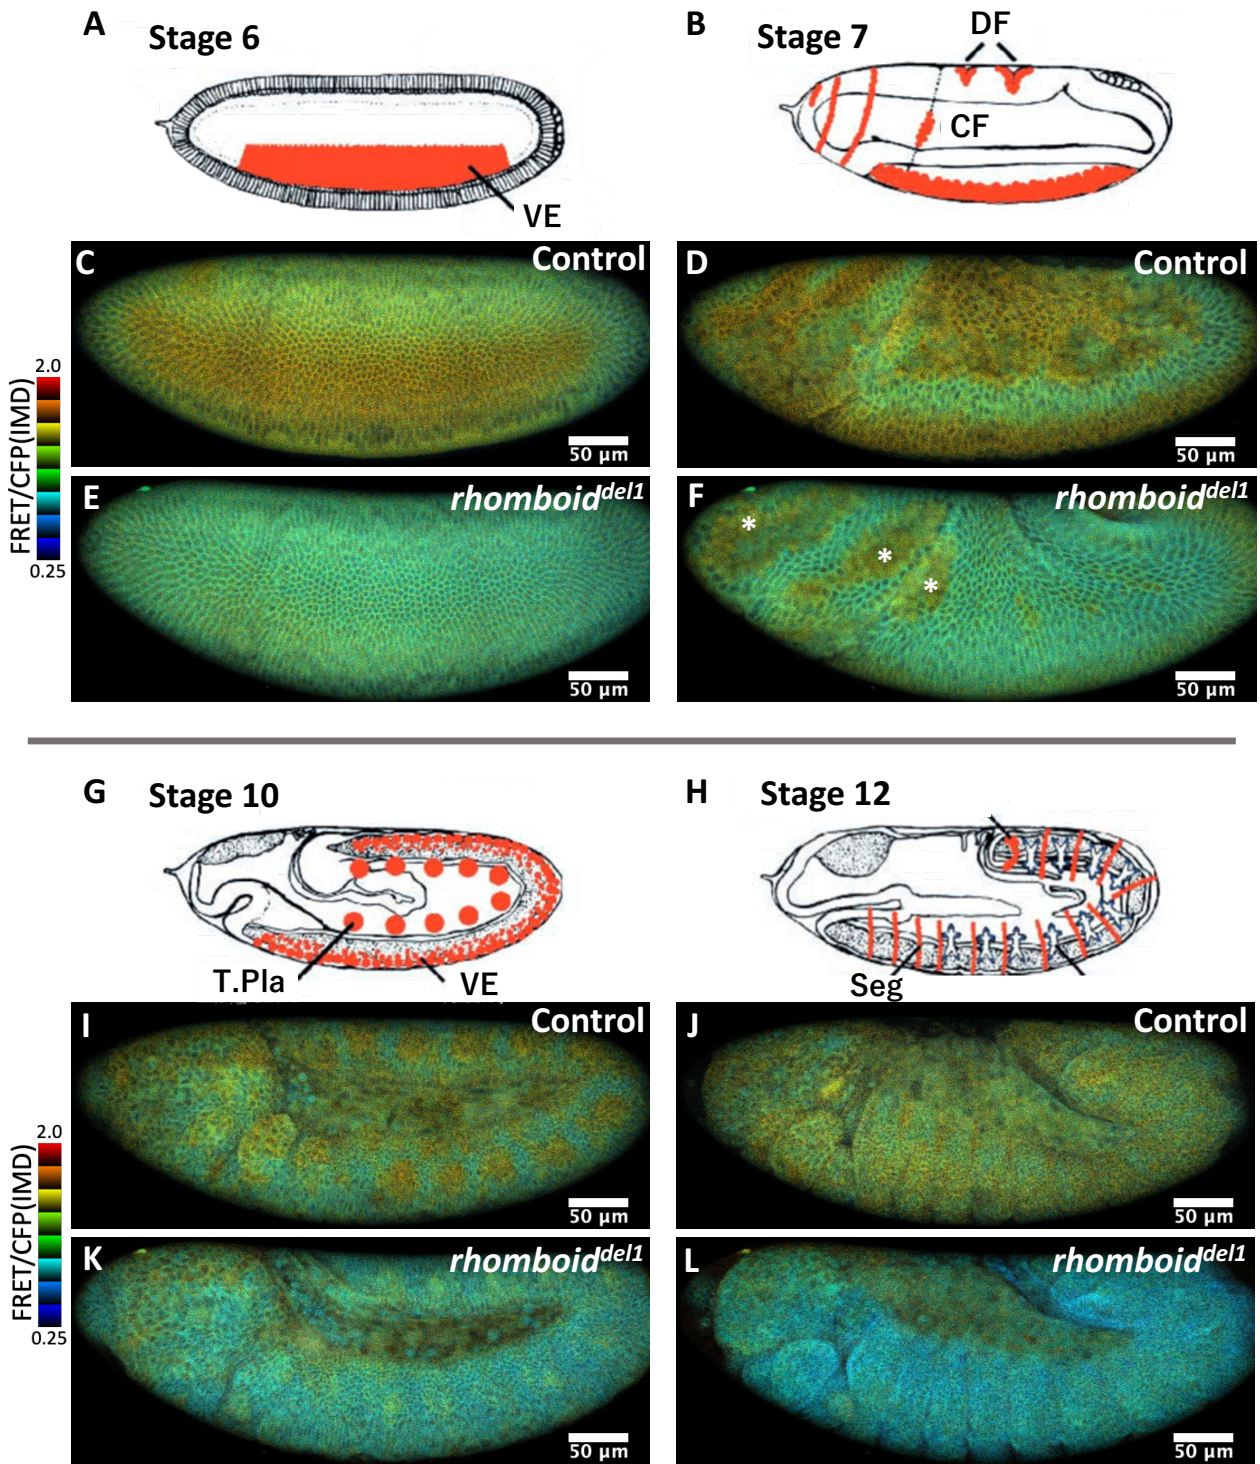 A
Stage 6
VE
B
Stage 7
DF
CF
C
Control
50 µm
D
Control
50 µm
FRET/CFP(IMD)
2.0
0.25
E
rhomboid^del1
50 µm
F
rhomboid^del1
*
*
*
50 µm
G
Stage 10
T.Pla
VE
H
Stage 12
Seg
I
Control
50 µm
J
Control
50 µm
FRET/CFP(IMD)
2.0
0.25
K
rhomboid^del1
50 µm
L
rhomboid^del1
50 µm